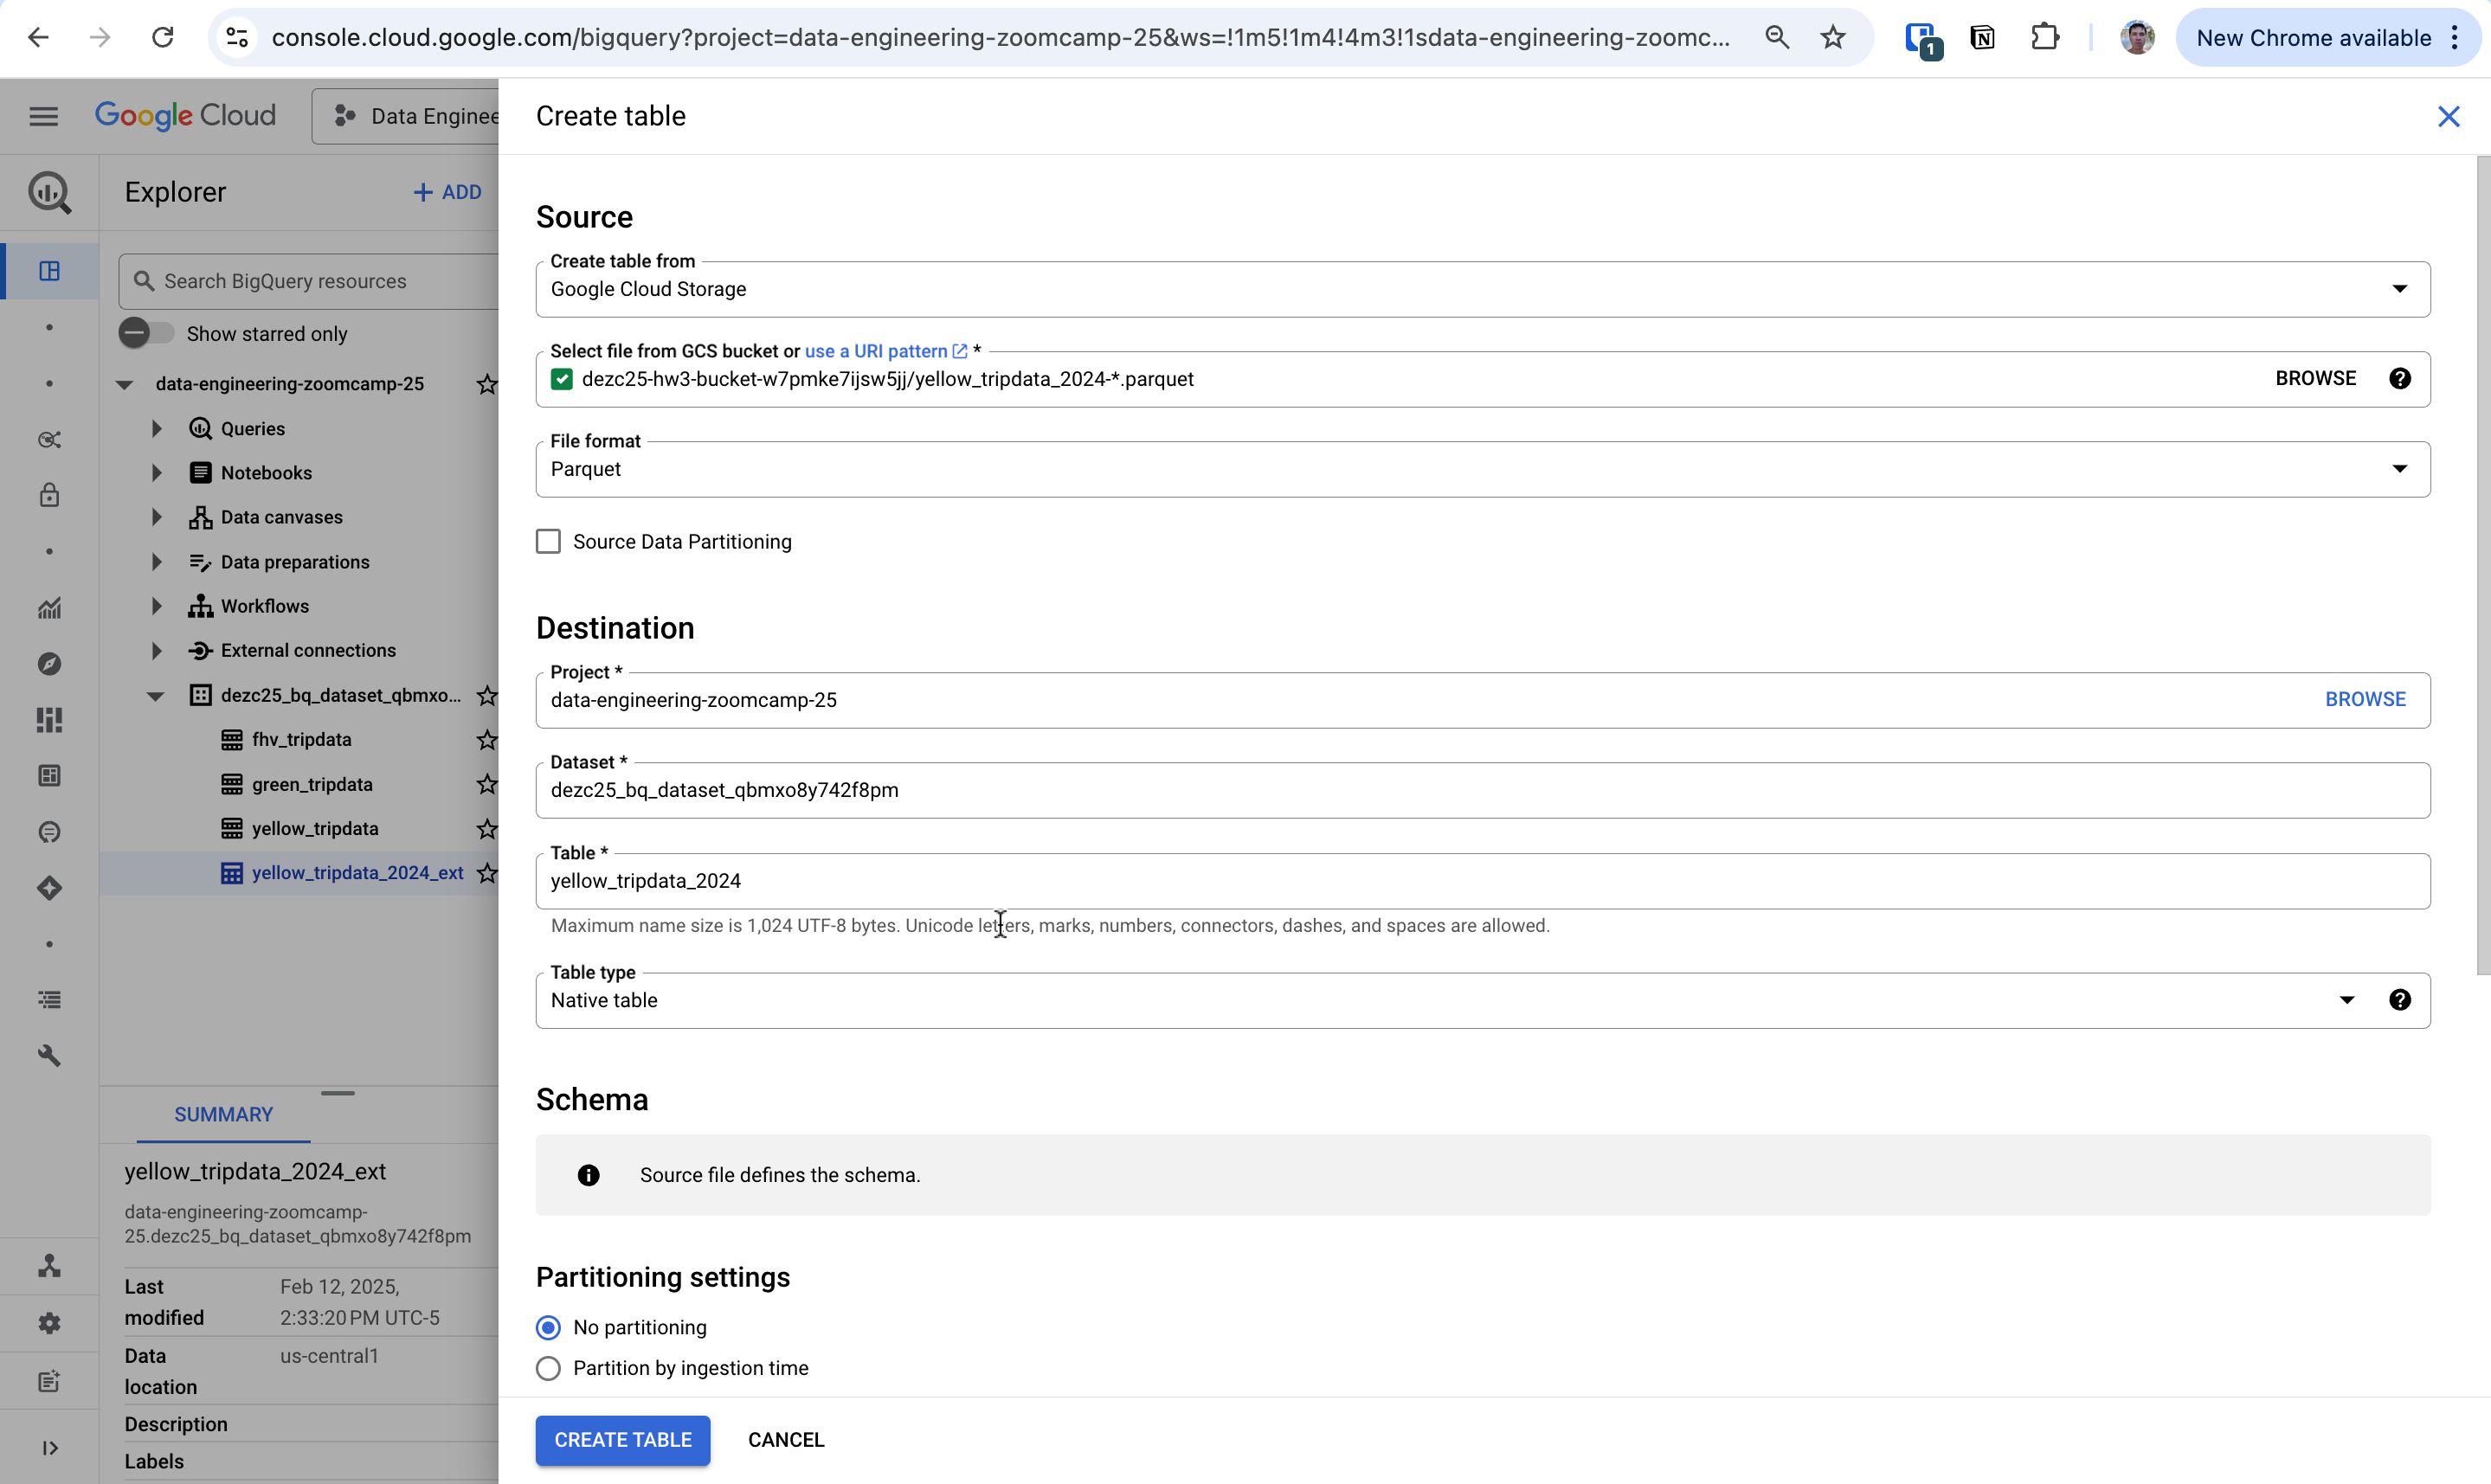 console.cloud.google.com/bigquery?project=data-engineering-zoomcamp-25&ws=!1m5!1m4!4m3!1sdata-engineering-zoomc...
1
New Chrome available
Google Cloud
Data Enginee
Explorer
ADD
Search BigQuery resources
Show starred only
data-engineering-zoomcamp-25
Queries
Notebooks
Data canvases
Data preparations
Workflows
External connections
dezc25_bq_dataset_qbmxo...
fhv_tripdata
green_tripdata
yellow_tripdata
yellow_tripdata_2024_ext
SUMMARY
yellow_tripdata_2024_ext
data-engineering-zoomcamp-
25.dezc25_bq_dataset_qbmxo8y742f8pm
Last modified
Feb 12, 2025, 2:33:20 PM UTC-5
Data location
us-central1
Description
Labels
Create table
Source
Create table from
Google Cloud Storage
Select file from GCS bucket or use a URI pattern *
dezc25-hw3-bucket-w7pmke7ijsw5jj/yellow_tripdata_2024-*.parquet
BROWSE
File format
Parquet
Source Data Partitioning
Destination
Project *
data-engineering-zoomcamp-25
BROWSE
Dataset *
dezc25_bq_dataset_qbmxo8y742f8pm
Table *
yellow_tripdata_2024
Maximum name size is 1,024 UTF-8 bytes. Unicode letters, marks, numbers, connectors, dashes, and spaces are allowed.
Table type
Native table
Schema
Source file defines the schema.
Partitioning settings
No partitioning
Partition by ingestion time
CREATE TABLE
CANCEL